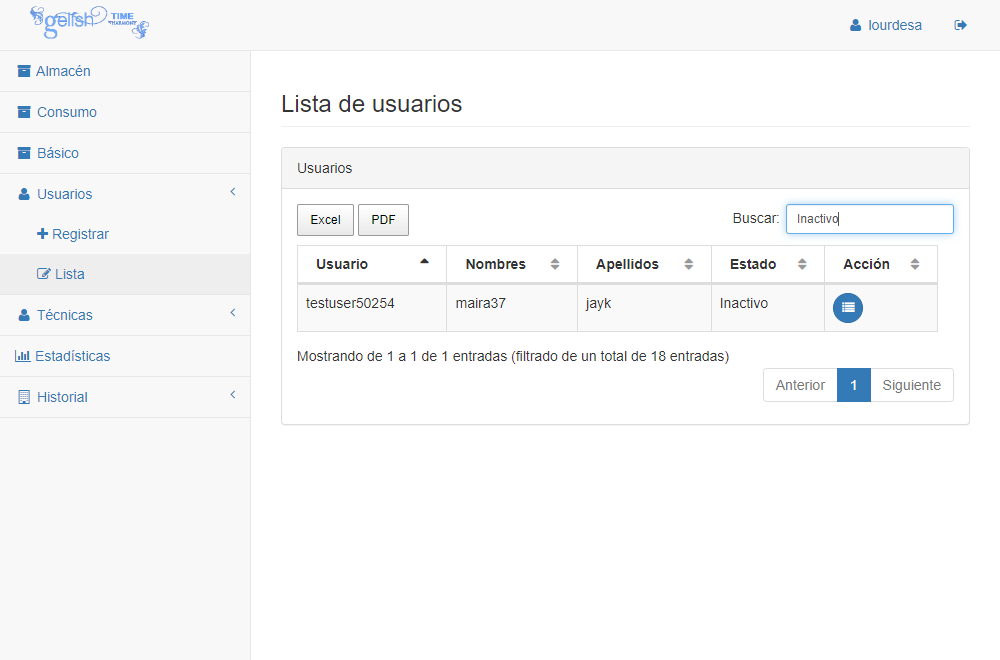 gelfish TIME
HARMONY
lourdesa
Almacén
Consumo
Básico
Usuarios
Registrar
Lista
Técnicas
Estadísticas
Historial
Lista de usuarios
Usuarios
Excel PDF Buscar: Inactivo
Usuario Nombres Apellidos Estado Acción
testuser50254 maira37 jayk Inactivo
Mostrando de 1 a 1 de 1 entradas (filtrado de un total de 18 entradas)
Anterior 1 Siguiente